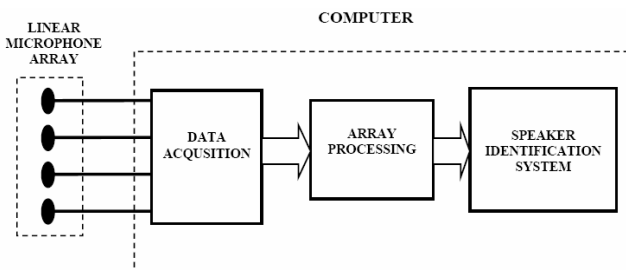 COMPUTER
LINEAR
MICROPHONE
ARRAY
DATA
ACQUSITION
ARRAY
PROCESSING
SPEAKER
IDENTIFICATION
SYSTEM